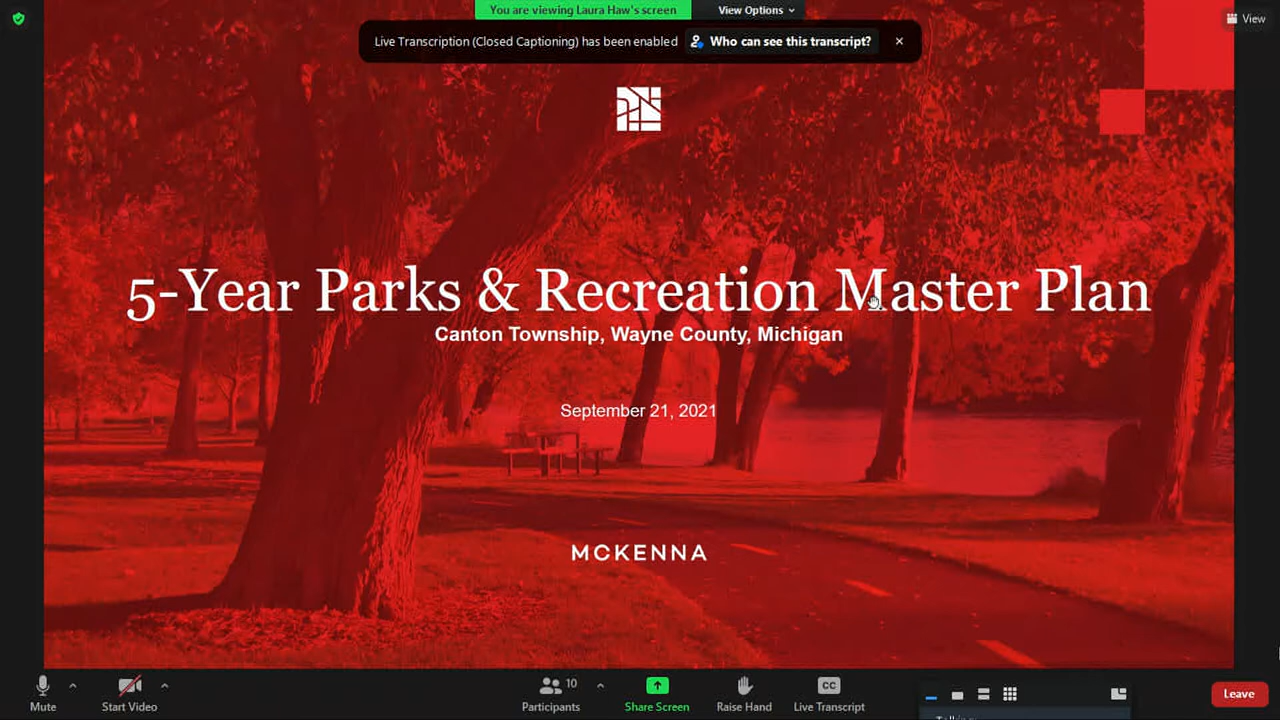 You are viewing Laura Haw's screen
View Options
View
Live Transcription (Closed Captioning) has been enabled
Who can see this transcript?
5-Year Parks & Recreation Master Plan
Canton Township, Wayne County, Michigan
September 21, 2021
MCKENNA
Mute
Start Video
10
Participants
Share Screen
Raise Hand
CC
Live Transcript
Leave